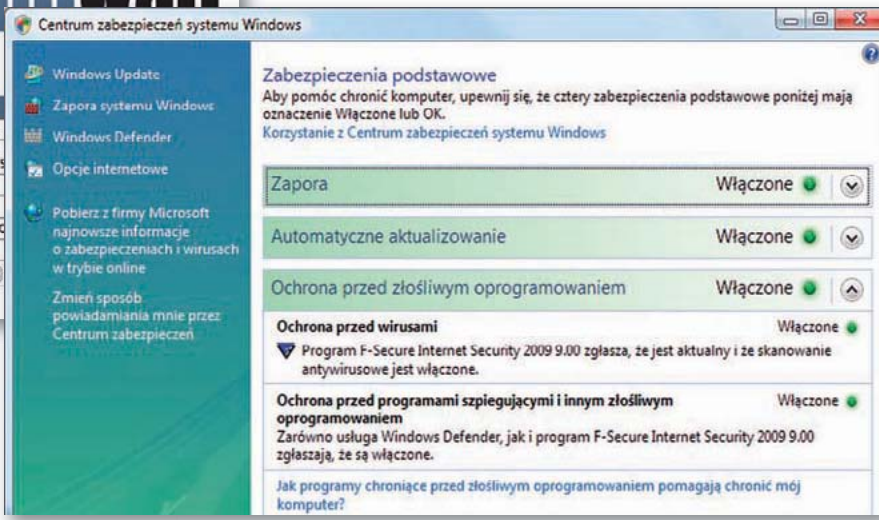 Centrum zabezpieczeń systemu Windows
Windows Update
Zapora systemu Windows
Windows Defender
Opcje internetowe
Pobierz z firmy Microsoft
najnowsze informacje
o zabezpieczeniach i wirusach
w trybie online
Zmień sposób
powiadamiania mnie przez
Centrum zabezpieczeń
Zabezpieczenia podstawowe
Aby pomóc chronić komputer, upewnij się, że cztery zabezpieczenia podstawowe poniżej mają
oznaczenie Włączone lub OK.
Korzystanie z Centrum zabezpieczeń systemu Windows
Zapora Włączone
Automatyczne aktualizowanie Włączone
Ochrona przed złośliwym oprogramowaniem Włączone
Ochrona przed wirusami Włączone
Program F-Secure Internet Security 2009 9.00 zgłasza, że jest aktualny i że skanowanie
antywirusowe jest włączone.
Ochrona przed programami szpiegującymi i innym złośliwym Włączone
oprogramowaniem
Zarówno usługa Windows Defender, jak i program F-Secure Internet Security 2009 9.00
zgłaszają, że są włączone.
Jak programy chroniące przed złośliwym oprogramowaniem pomagają chronić mój
komputer?